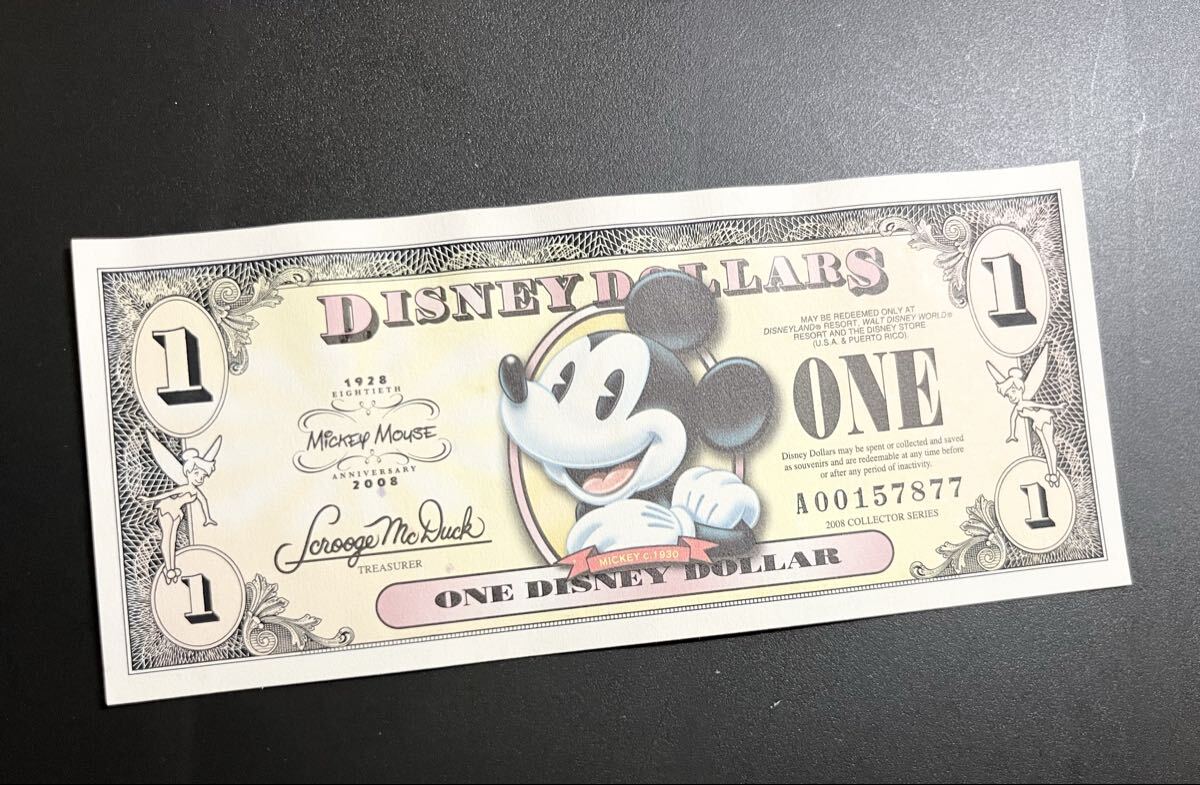 DISNEY DOLLARS
1
1
1928
EIGHTIETH
MICKEY MOUSE
ANNIVERSARY
2008
Scrooge McDuck
TREASURER
MAY BE REDEEMED ONLY AT
DISNEYLAND® RESORT, WALT DISNEY WORLD®
RESORT AND THE DISNEY STORE
(U.S.A. & PUERTO RICO).
ONE
Disney Dollars may be spent or collected and saved
as souvenirs and are redeemable at any time before
or after any period of inactivity.
A00157877
2008 COLLECTOR SERIES
MICKEY c.1930
ONE DISNEY DOLLAR
1
1